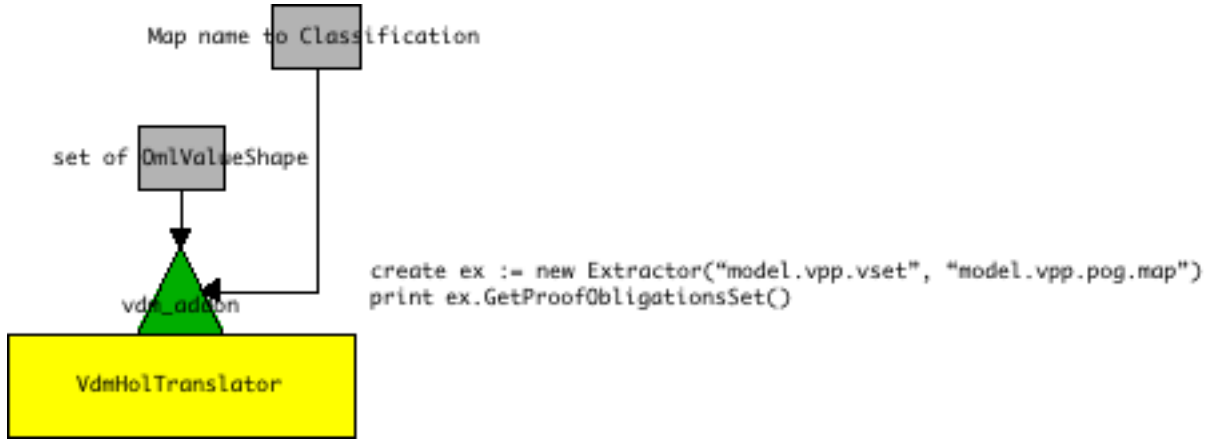 Map name to Classification
set of OmlValueShape
create ex := new Extractor(“model.vpp.vset”, “model.vpp.pog.map”)
print ex.GetProofObligationsSet()
vdm_addon
VdmHolTranslator